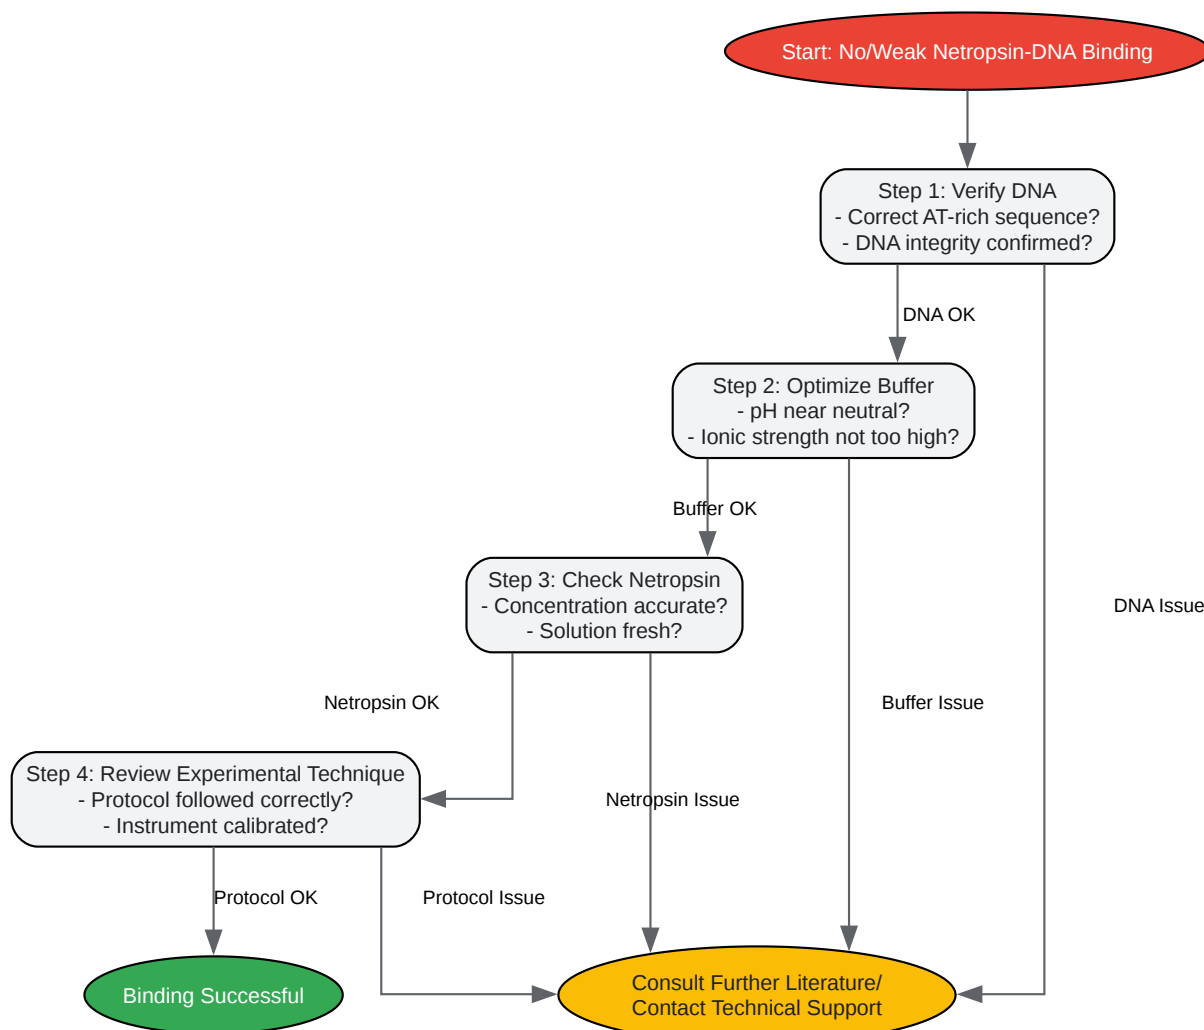 Start: No/Weak Netropsin-DNA Binding
Step 1: Verify DNA
- Correct AT-rich sequence?
- DNA integrity confirmed?
DNA OK
Step 2: Optimize Buffer
- pH near neutral?
- Ionic strength not too high?
Buffer OK
Step 3: Check Netropsin
- Concentration accurate?
- Solution fresh?
DNA Issue
Netropsin OK
Buffer Issue
Step 4: Review Experimental Technique
- Protocol followed correctly?
- Instrument calibrated?
Netropsin Issue
Protocol OK
Protocol Issue
Binding Successful
Consult Further Literature/
Contact Technical Support